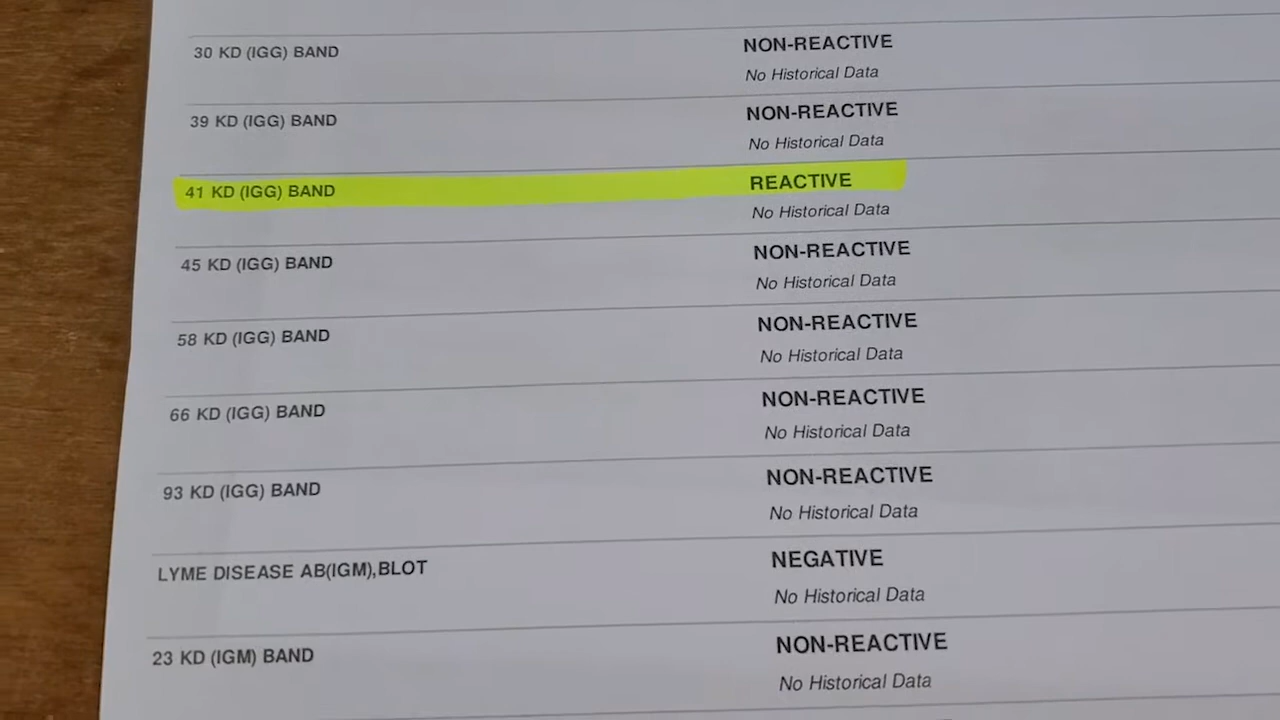 30 KD (IGG) BAND NON-REACTIVE
No Historical Data
39 KD (IGG) BAND NON-REACTIVE
No Historical Data
41 KD (IGG) BAND REACTIVE
No Historical Data
45 KD (IGG) BAND NON-REACTIVE
No Historical Data
58 KD (IGG) BAND NON-REACTIVE
No Historical Data
66 KD (IGG) BAND NON-REACTIVE
No Historical Data
93 KD (IGG) BAND NON-REACTIVE
No Historical Data
LYME DISEASE AB(IGM),BLOT NEGATIVE
No Historical Data
23 KD (IGM) BAND NON-REACTIVE
No Historical Data